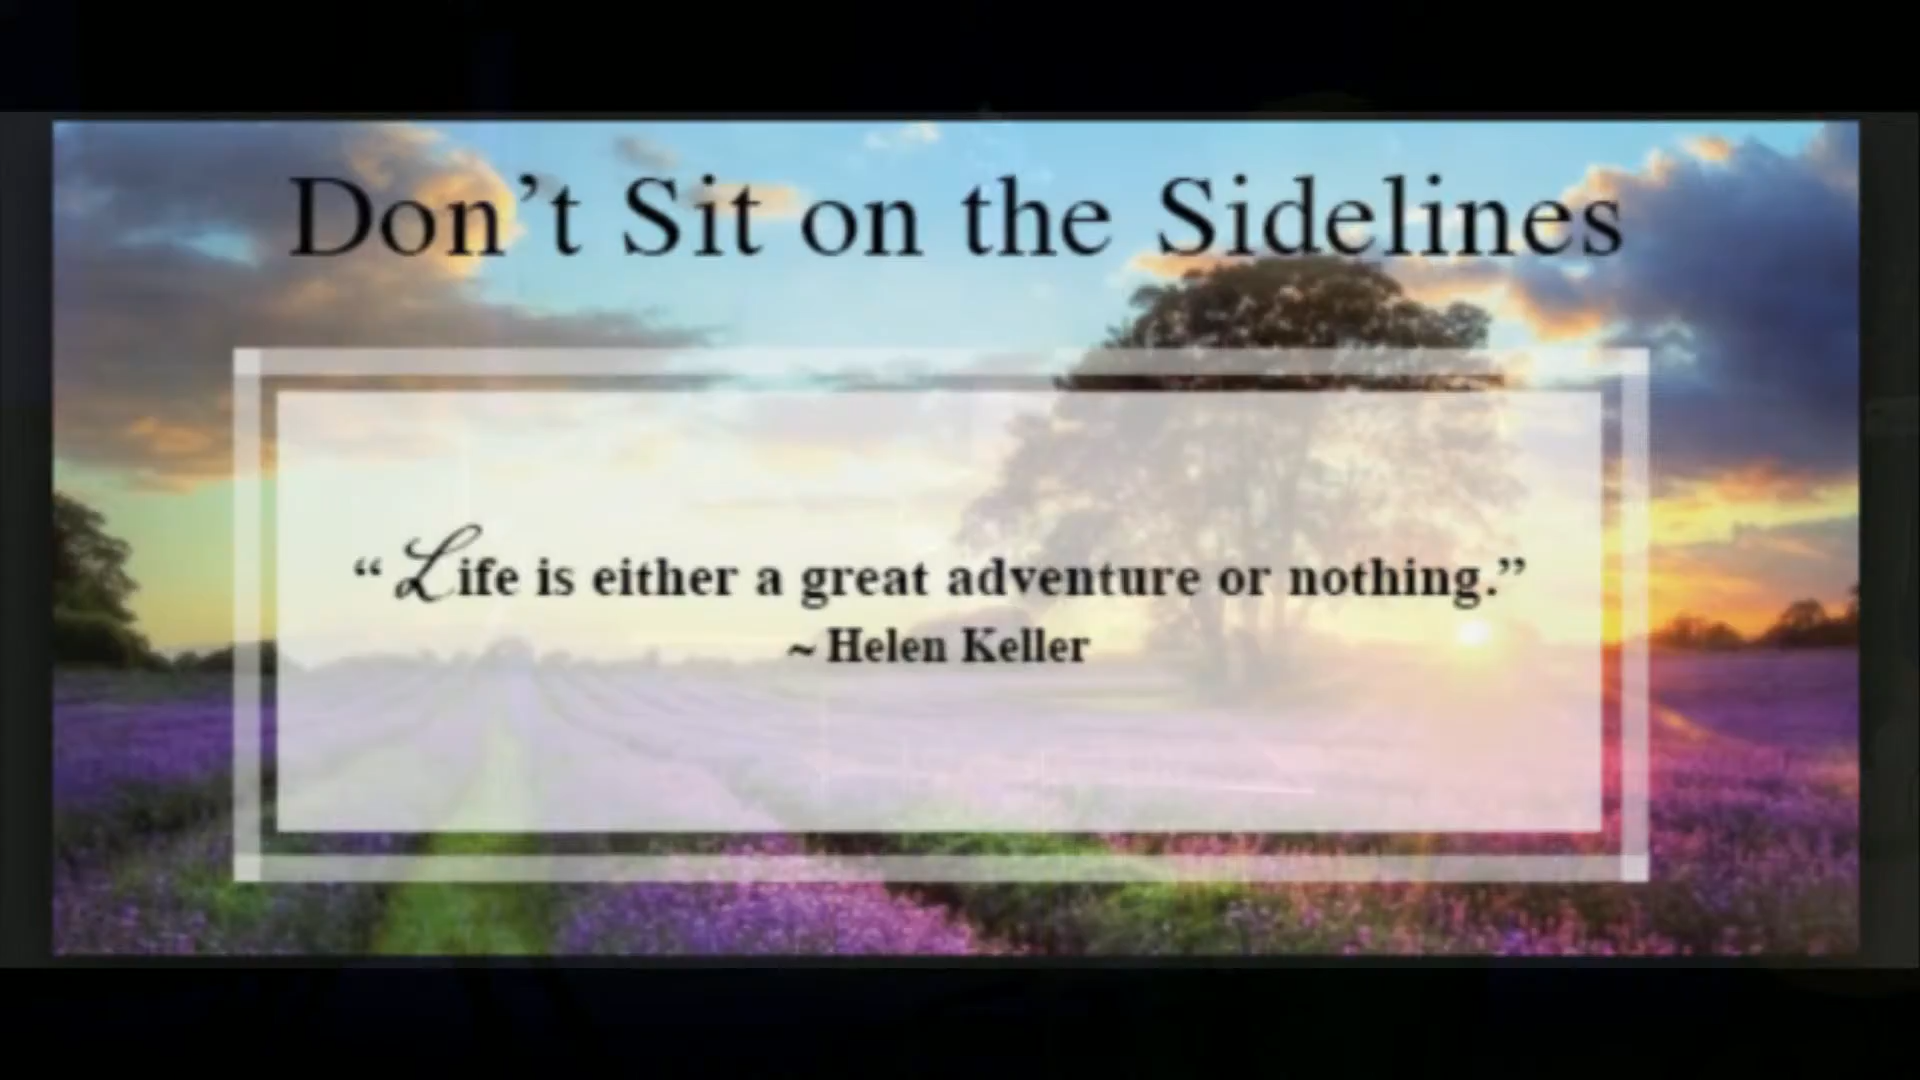 Don’t Sit on the Sidelines
“Life is either a great adventure or nothing.”
~ Helen Keller